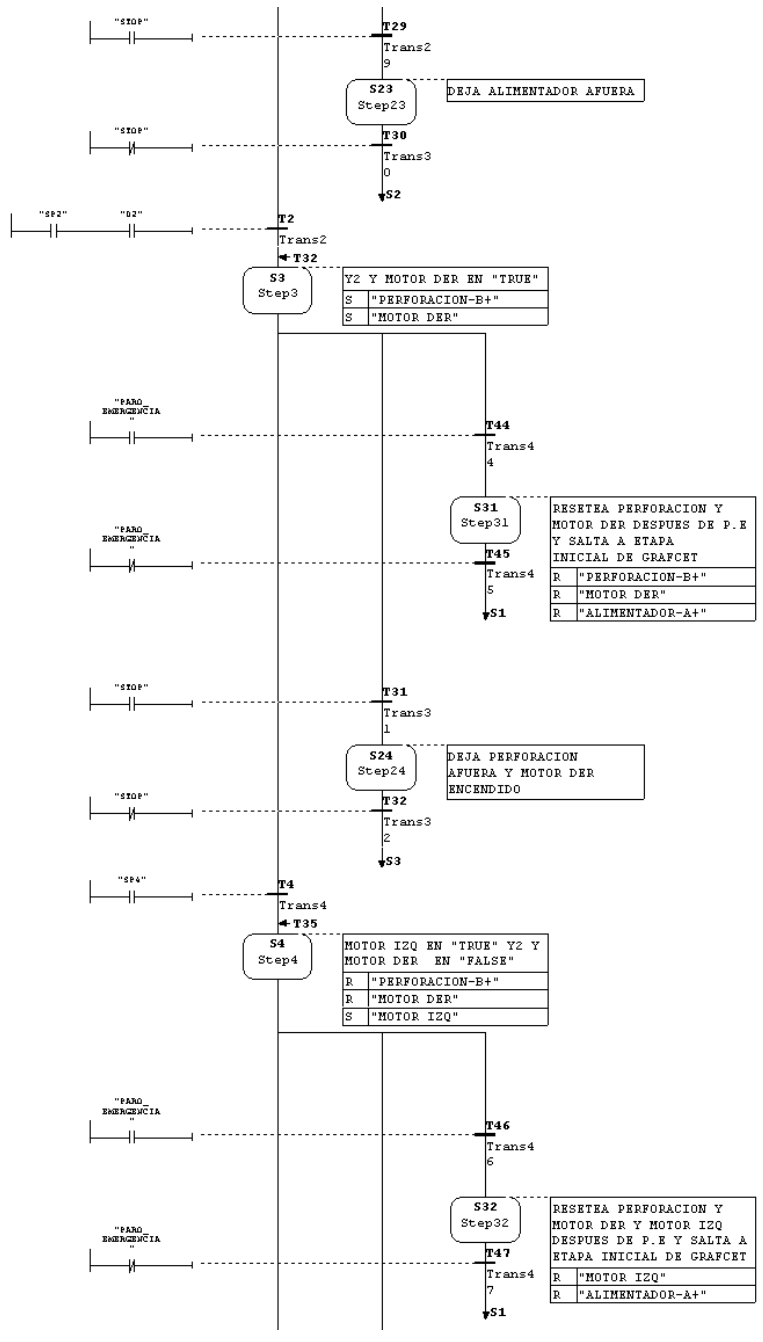 "STOP"
T29
Trans2
9
S23
Step23
DEJA ALIMENTADOR AFUERA
"STOP"
T30
Trans3
0
S2
"SP2" "D2"
T2
Trans2
T32
S3
Step3
Y2 Y MOTOR DER EN "TRUE"
S "PERFORACION-B+"
S "MOTOR DER"
"PARO_
EMERGENCIA
"
T44
Trans4
4
S31
Step31
RESETEA PERFORACION Y
MOTOR DER DESPUES DE P.E
Y SALTA A ETAPA
INICIAL DE GRAFCET
R "PERFORACION-B+"
R "MOTOR DER"
R "ALIMENTADOR-A+"
"PARO_
EMERGENCIA
"
T45
Trans4
5
S1
"STOP"
T31
Trans3
1
S24
Step24
DEJA PERFORACION
AFUERA Y MOTOR DER
ENCENDIDO
"STOP"
T32
Trans3
2
S3
"SP4"
T4
Trans4
T35
S4
Step4
MOTOR IZQ EN "TRUE" Y2 Y
MOTOR DER EN "FALSE"
R "PERFORACION-B+"
R "MOTOR DER"
S "MOTOR IZQ"
"PARO_
EMERGENCIA
"
T46
Trans4
6
S32
Step32
RESETEA PERFORACION Y
MOTOR DER Y MOTOR IZQ
DESPUES DE P.E Y SALTA A
ETAPA INICIAL DE GRAFCET
R "MOTOR IZQ"
R "ALIMENTADOR-A+"
"PARO_
EMERGENCIA
"
T47
Trans4
7
S1